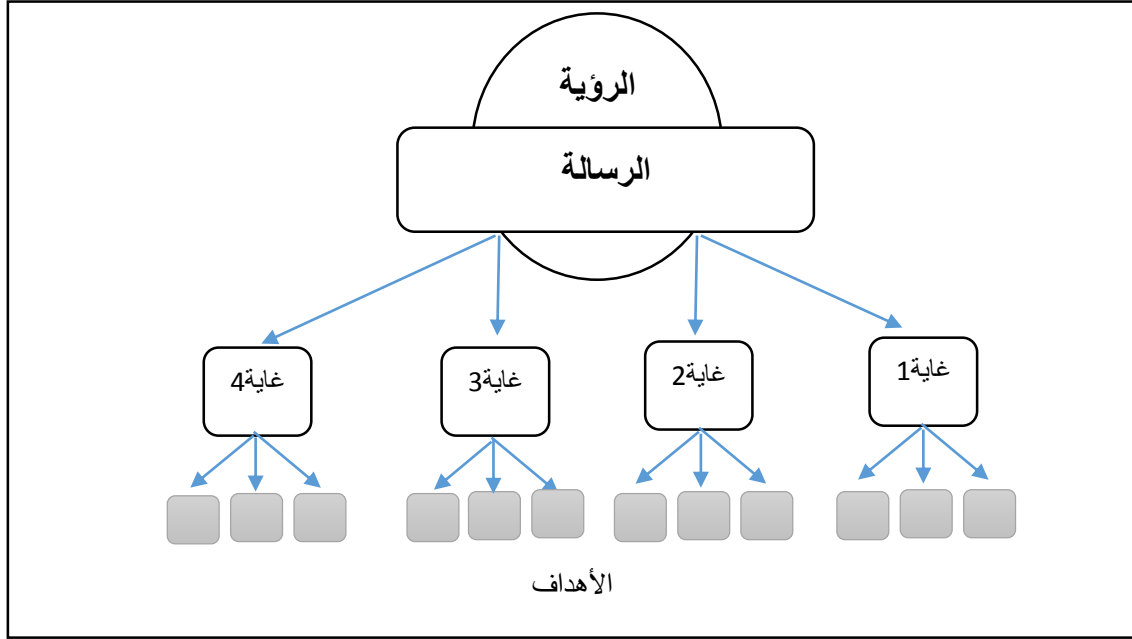 الرؤية
الرسالة
غاية1
غاية2
غاية3
غاية4
الأهداف